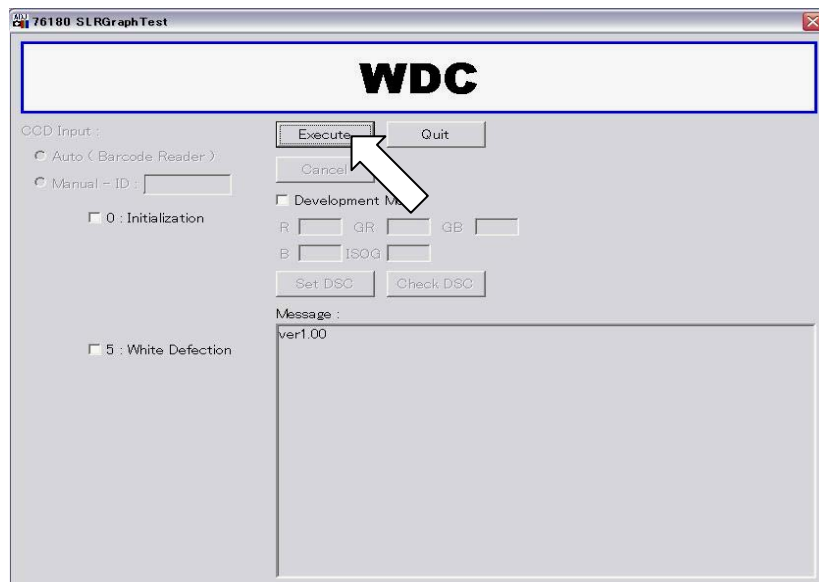 ADJ
76180 SLRGraphTest
WDC
CCD Input :
Auto ( Barcode Reader )
Manual - ID :
0 : Initialization
5 : White Defection
Execute
Quit
Cancel
Development
R
GR
GB
B
ISOG
Set DSC
Check DSC
Message :
ver1.00